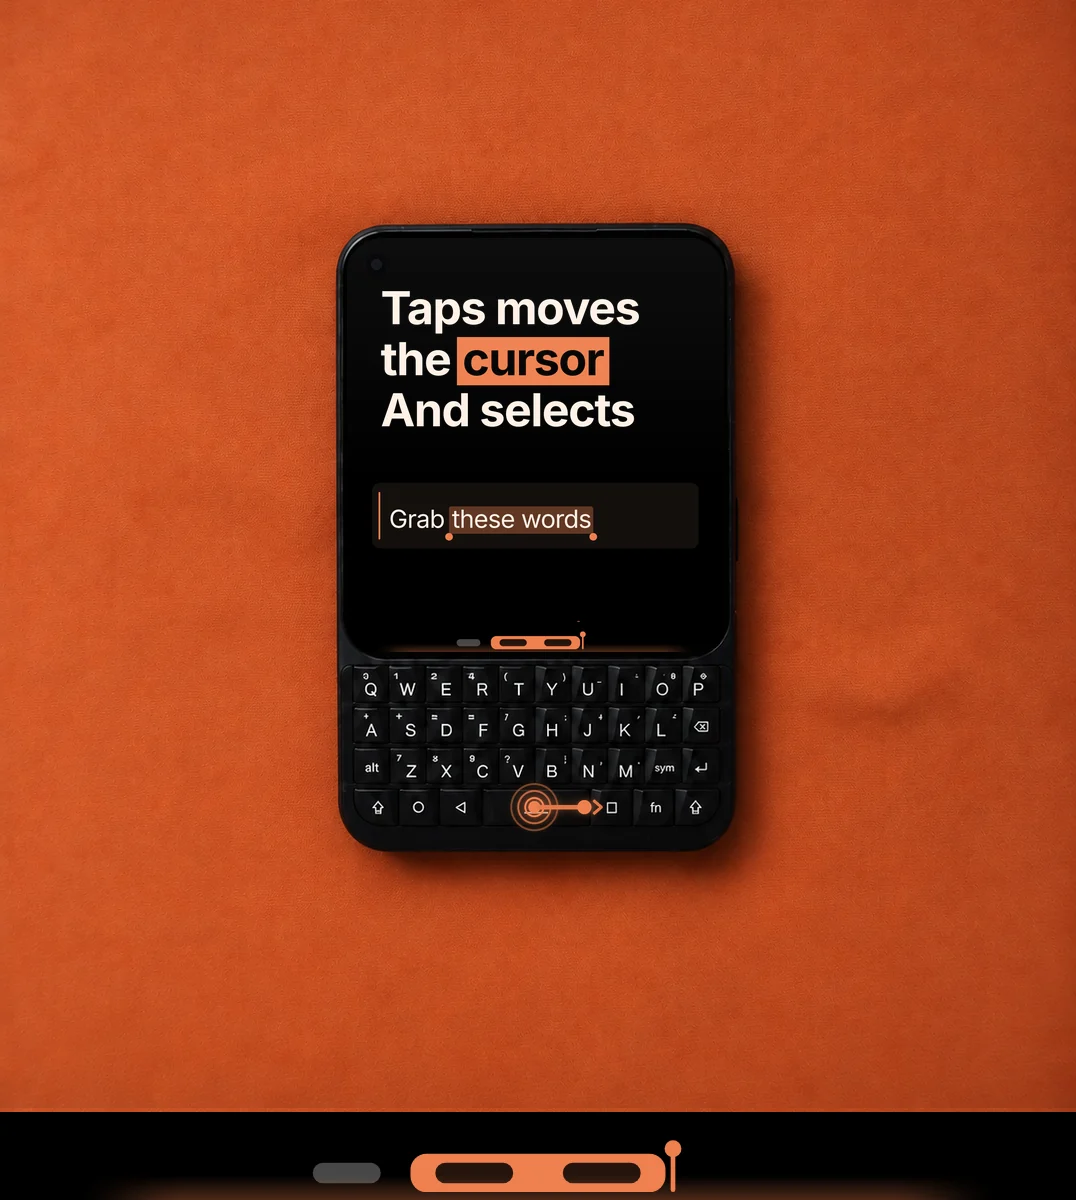 Taps moves
the cursor
And selects
Grab these words
Q W E R T Y U I O P
A S D F G H J K L
alt Z X C V B N M sym
fn